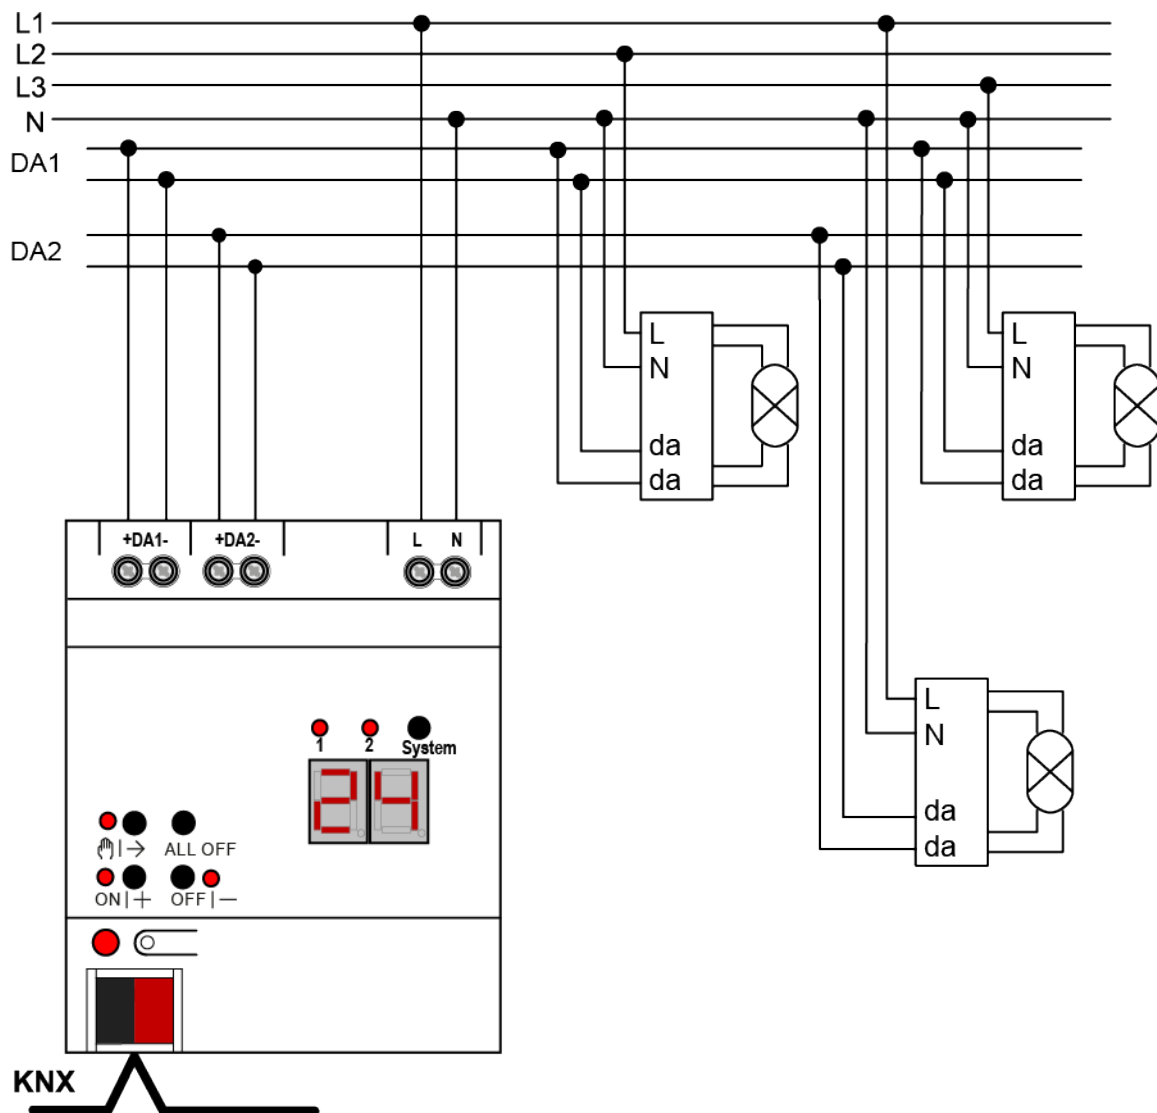 L1
L2
L3
N
DA1
DA2
L
N
da
da
L
N
da
da
+DA1- +DA2- L N
L
N
da
da
1 2 System
24
| → ALL OFF
ON | + OFF | −
KNX